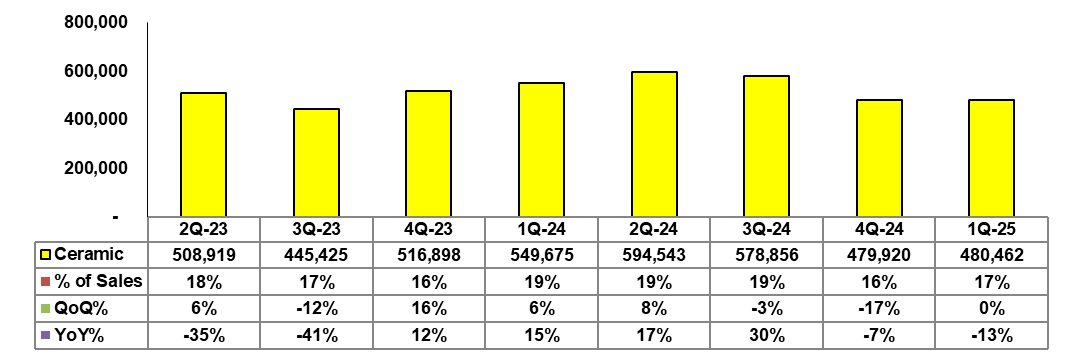 800,000
600,000
400,000
200,000
-
2Q-23 3Q-23 4Q-23 1Q-24 2Q-24 3Q-24 4Q-24 1Q-25
Ceramic 508,919 445,425 516,898 549,675 594,543 578,856 479,920 480,462
% of Sales 18% 17% 16% 19% 19% 19% 16% 17%
QoQ% 6% -12% 16% 6% 8% -3% -17% 0%
YoY% -35% -41% 12% 15% 17% 30% -7% -13%